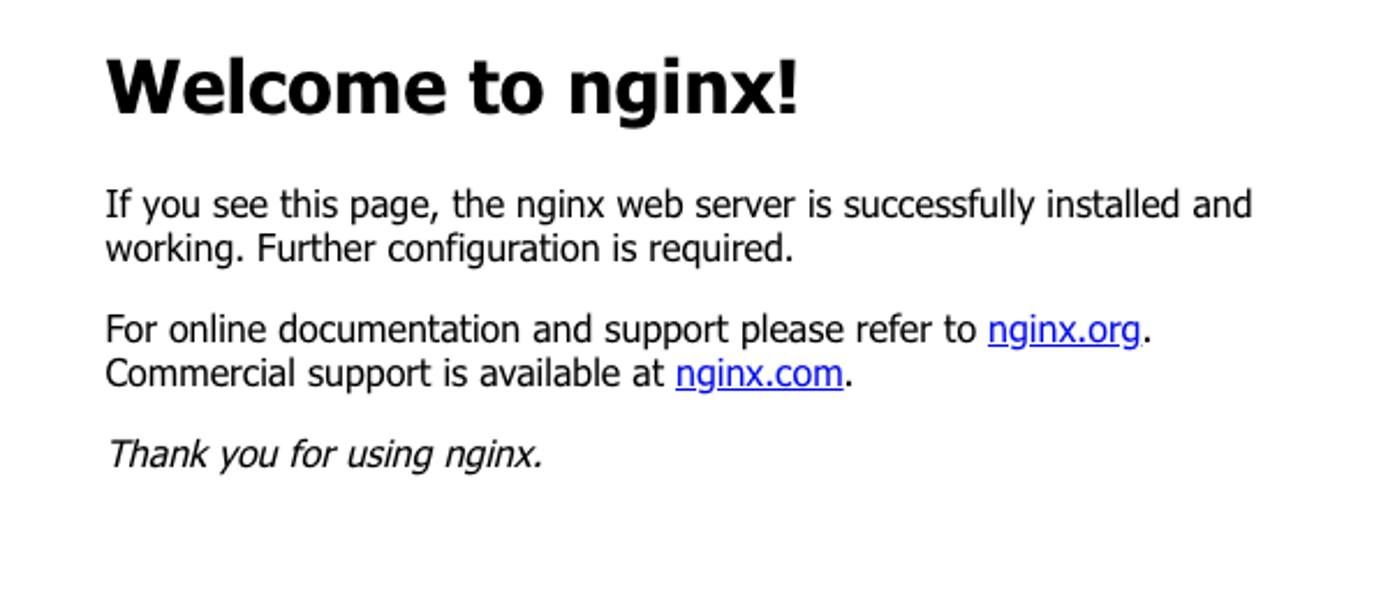 Welcome to nginx!
If you see this page, the nginx web server is successfully installed and
working. Further configuration is required.
For online documentation and support please refer to nginx.org.
Commercial support is available at nginx.com.
Thank you for using nginx.